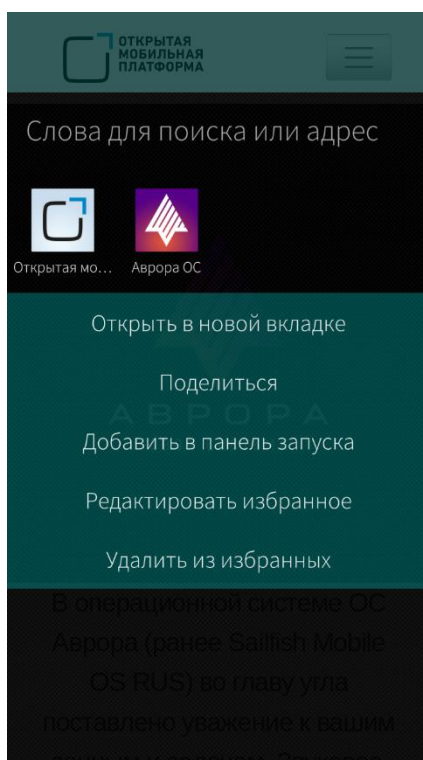 ОТКРЫТАЯ
МОБИЛЬНАЯ
ПЛАТФОРМА
Слова для поиска или адрес
Открытая мо...
Аврора ОС
Открыть в новой вкладке
Поделиться
АВРОРА
Добавить в панель запуска
Редактировать избранное
Удалить из избранных
В операционной системе ОС
Аврора (ранее Sailfish Mobile
OS RUS) во главу угла
поставлено уважение к вашим